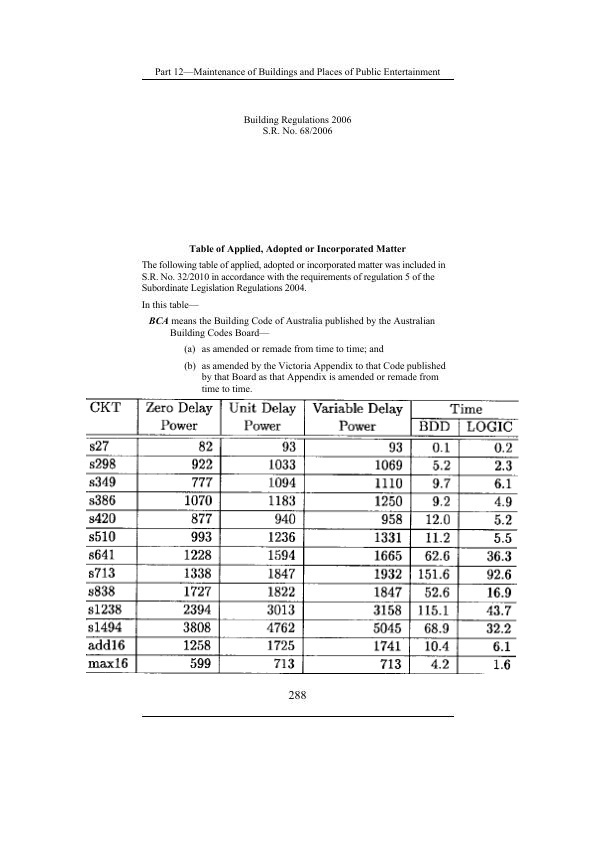 Part 12—Maintenance of Buildings and Places of Public Entertainment
Building Regulations 2006
S.R. No. 68/2006
Table of Applied, Adopted or Incorporated Matter
The following table of applied, adopted or incorporated matter was included in
S.R. No. 32/2010 in accordance with the requirements of regulation 5 of the
Subordinate Legislation Regulations 2004.
In this table—
BCA means the Building Code of Australia published by the Australian
Building Codes Board—
(a) as amended or remade from time to time; and
(b) as amended by the Victoria Appendix to that Code published
by that Board as that Appendix is amended or remade from
time to time.
CKT Zero Delay Unit Delay Variable Delay Time
Power Power Power BDD LOGIC
s27 82 93 93 0.1 0.2
s298 922 1033 1069 5.2 2.3
s349 777 1094 1110 9.7 6.1
s386 1070 1183 1250 9.2 4.9
s420 877 940 958 12.0 5.2
s510 993 1236 1331 11.2 5.5
s641 1228 1594 1665 62.6 36.3
s713 1338 1847 1932 151.6 92.6
s838 1727 1822 1847 52.6 16.9
s1238 2394 3013 3158 115.1 43.7
s1494 3808 4762 5045 68.9 32.2
add16 1258 1725 1741 10.4 6.1
max16 599 713 713 4.2 1.6
288